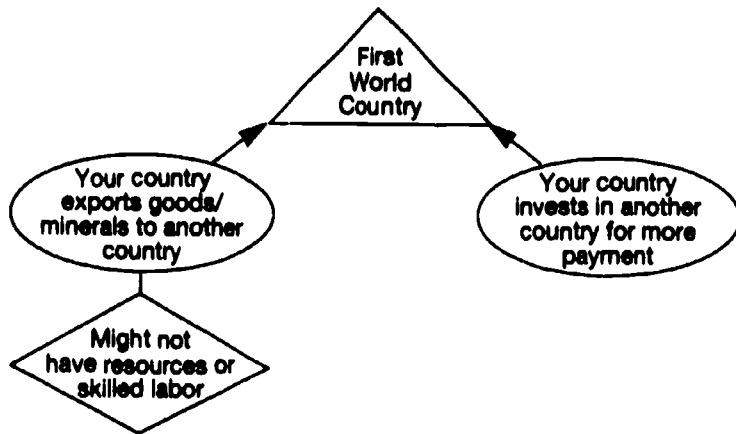 First
World
Country
Your country
exports goods/
minerals to another
country
Your country
invests in another
country for more
payment
Might not
have resources or
skilled labor